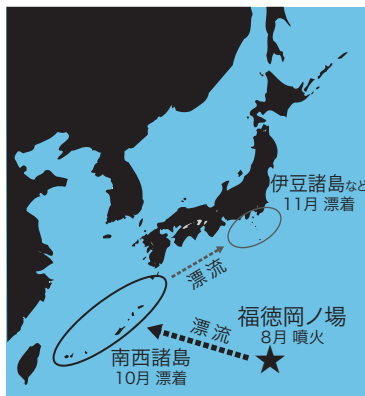 伊豆諸島など
11月 漂着
漂流
福徳岡ノ場
8月 噴火
漂流
南西諸島
10月 漂着